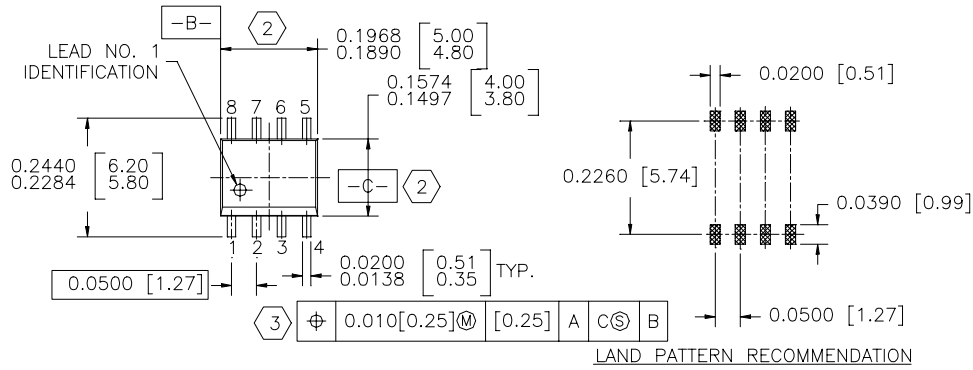 -B-
2
0.1968 [5.00]
0.1890 [4.80]
LEAD NO. 1
IDENTIFICATION
0.1574 [4.00]
0.1497 [3.80]
8 7 6 5
0.2440 [6.20]
0.2284 [5.80]
-C-
2
1 2 3 4
0.0200 [0.51]
0.0138 [0.35]
TYP.
0.0500 [1.27]
3
⌖ 0.010[0.25]Ⓜ [0.25] A CⓈ B
0.0200 [0.51]
0.2260 [5.74]
0.0390 [0.99]
0.0500 [1.27]
LAND PATTERN RECOMMENDATION